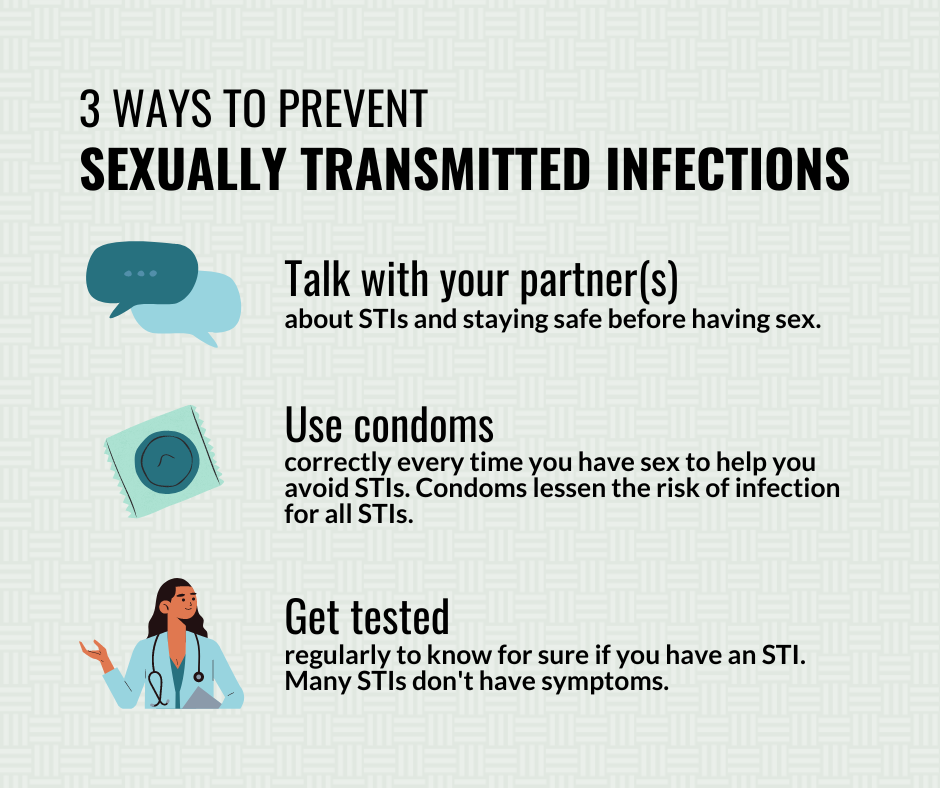 3 WAYS TO PREVENT
SEXUALLY TRANSMITTED INFECTIONS
Talk with your partner(s)
about STIs and staying safe before having sex.
Use condoms
correctly every time you have sex to help you
avoid STIs. Condoms lessen the risk of infection
for all STIs.
Get tested
regularly to know for sure if you have an STI.
Many STIs don't have symptoms.